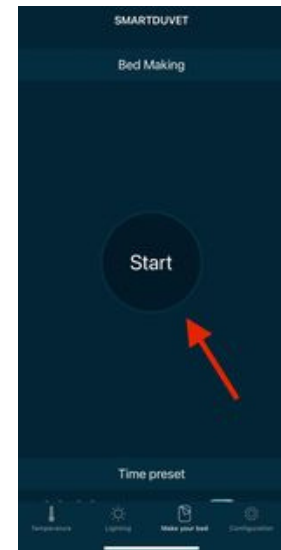 SMARTDUVET
Bed Making
Start
Time preset
Temperature Lighting Make your bed Configuration